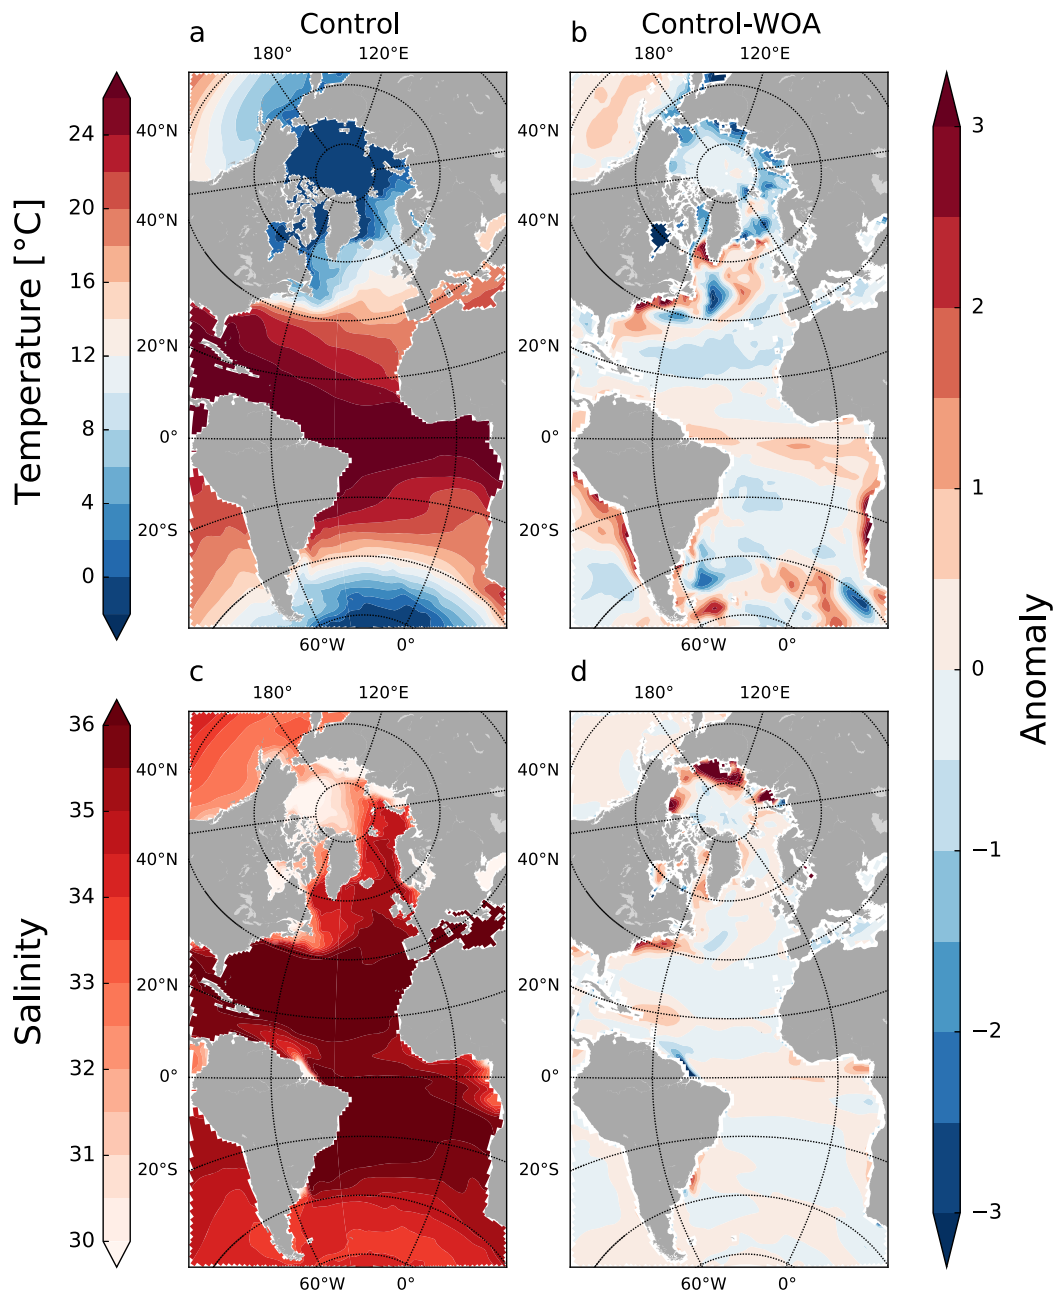 a
Control
180°
120°E
40°N
40°N
20°N
0°
20°S
60°W
0°
b
Control-WOA
180°
120°E
40°N
40°N
20°N
0°
20°S
60°W
0°
Temperature [°C]
24
20
16
12
8
4
0
c
180°
120°E
40°N
40°N
20°N
0°
20°S
60°W
0°
d
180°
120°E
40°N
40°N
20°N
0°
20°S
60°W
0°
Salinity
36
35
34
33
32
31
30
Anomaly
3
2
1
0
−1
−2
−3